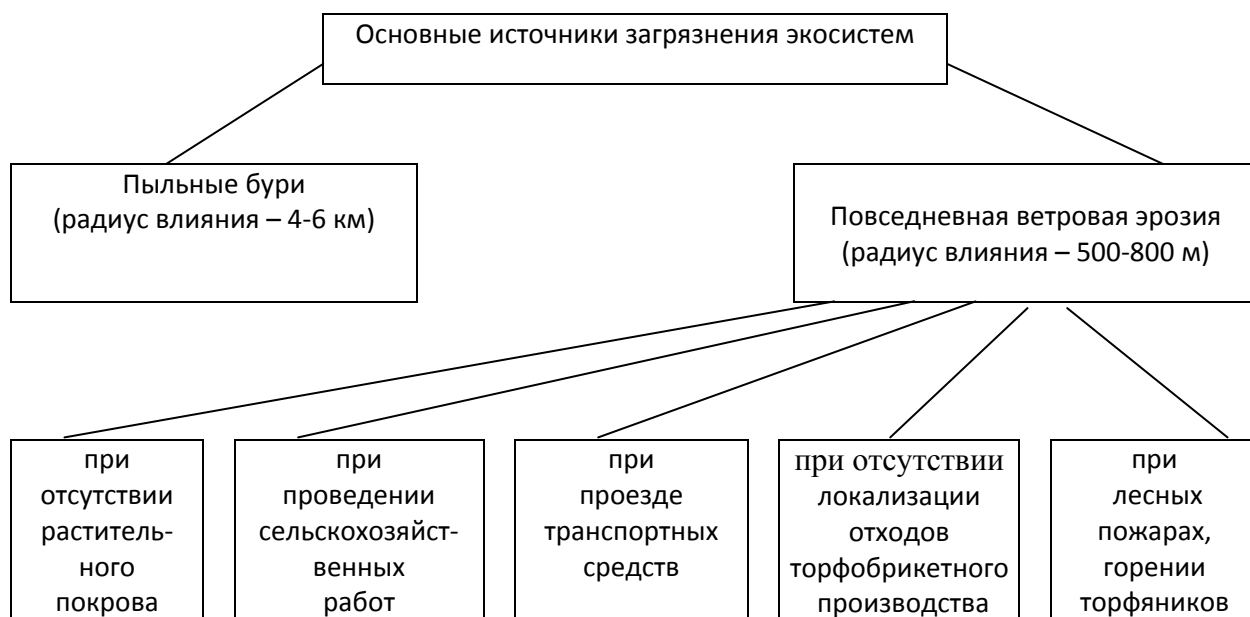 Основные источники загрязнения экосистем
Пыльные бури
(радиус влияния – 4-6 км)
Повседневная ветровая эрозия
(радиус влияния – 500-800 м)
при
отсутствии
раститель-
ного
покрова
при
проведении
сельскохозяйст-
венных
работ
при
проезде
транспортных
средств
при отсутствии
локализации
отходов
торфобрикетного
производства
при
лесных
пожарах,
горении
торфяников